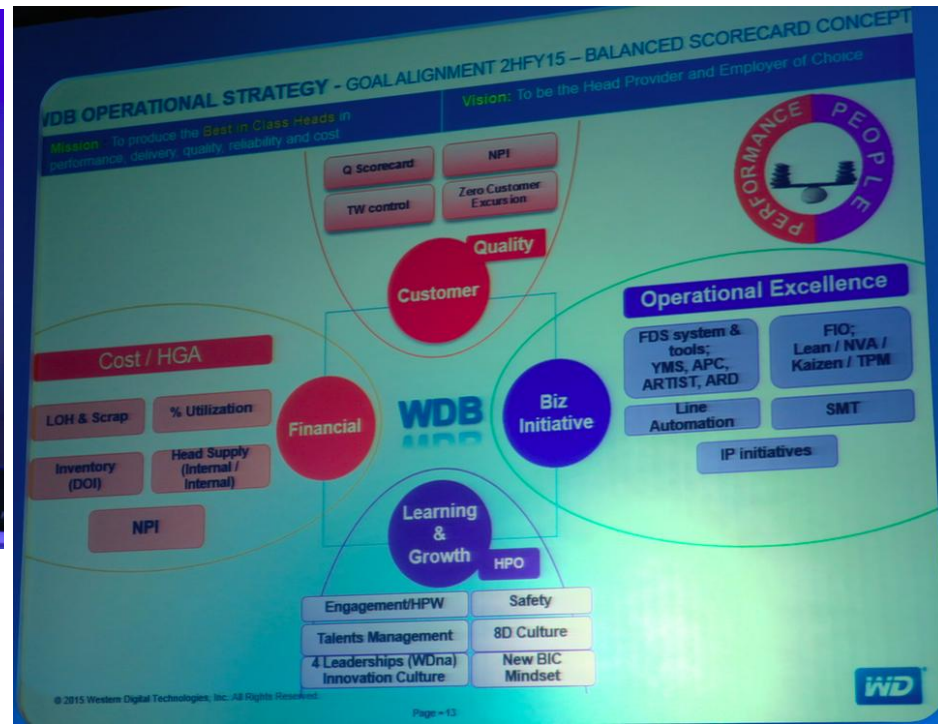 WDB OPERATIONAL STRATEGY - GOAL ALIGNMENT 2HFY15 – BALANCED SCORECARD CONCEPT
Mission: To produce the Best in Class Heads in
performance, delivery, quality, reliability and cost
Vision: To be the Head Provider and Employer of Choice
PERFORMANCE
PEOPLE
Q Scorecard
NPI
TW control
Zero Customer
Excursion
Quality
Customer
Cost / HGA
LOH & Scrap
% Utilization
Inventory
(DOI)
Head Supply
(Internal /
Internal)
NPI
Financial
WDB
Biz
Initiative
Operational Excellence
FDS system &
tools;
YMS, APC,
ARTIST, ARD
FIO;
Lean / NVA /
Kaizen / TPM
Line
Automation
SMT
IP initiatives
Learning
&
Growth
HPO
Engagement/HPW
Safety
Talents Management
8D Culture
4 Leaderships (WDna)
Innovation Culture
New BIC
Mindset
© 2015 Western Digital Technologies, Inc. All Rights Reserved.
Page - 13
WD